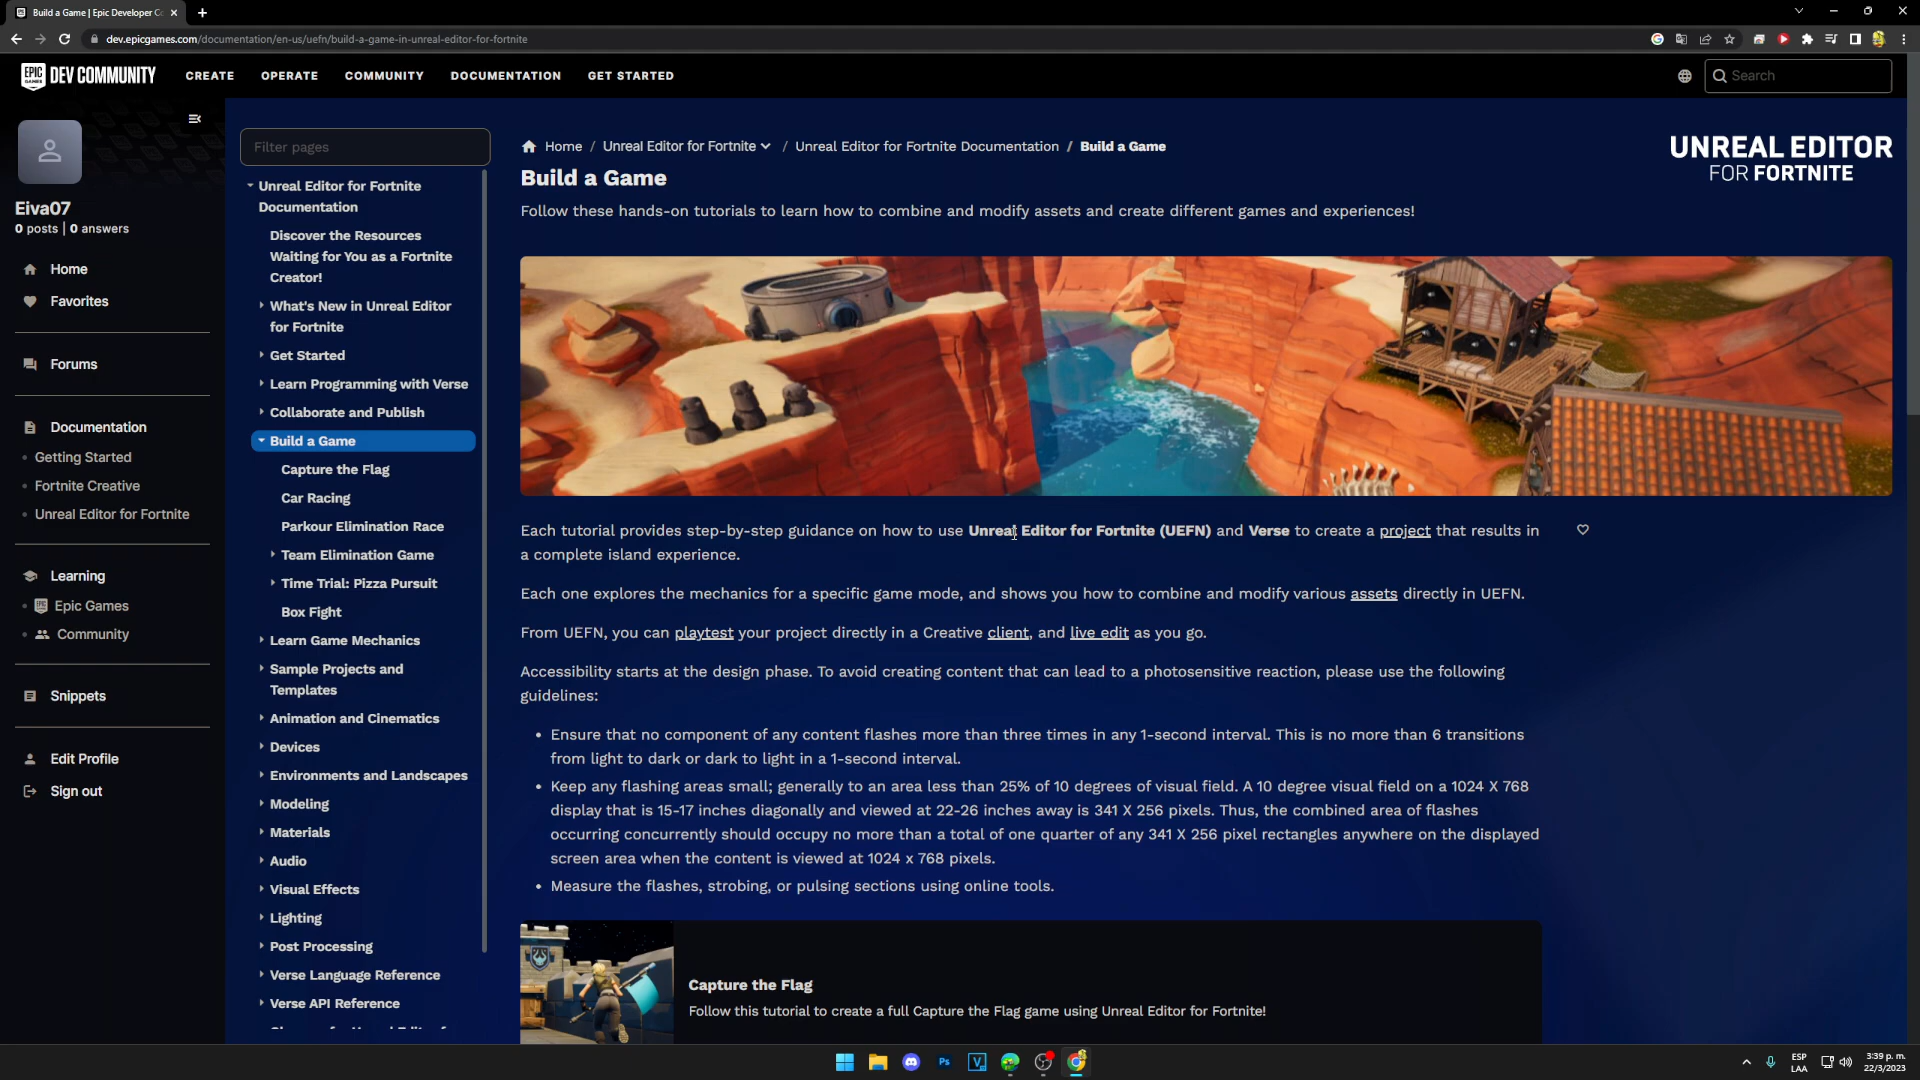 Build a Game | Epic Developer Co
dev.epicgames.com/documentation/en-us/uefn/build-a-game-in-unreal-editor-for-fortnite
EPIC GAMES
DEV COMMUNITY
CREATE
OPERATE
COMMUNITY
DOCUMENTATION
GET STARTED
Search
Eiva07
0 posts | 0 answers
Home
Favorites
Forums
Documentation
Getting Started
Fortnite Creative
Unreal Editor for Fortnite
Learning
Epic Games
Community
Snippets
Edit Profile
Sign out
Filter pages
Unreal Editor for Fortnite
Documentation
Discover the Resources
Waiting for You as a Fortnite
Creator!
What's New in Unreal Editor
for Fortnite
Get Started
Learn Programming with Verse
Collaborate and Publish
Build a Game
Capture the Flag
Car Racing
Parkour Elimination Race
Team Elimination Game
Time Trial: Pizza Pursuit
Box Fight
Learn Game Mechanics
Sample Projects and
Templates
Animation and Cinematics
Devices
Environments and Landscapes
Modeling
Materials
Audio
Visual Effects
Lighting
Post Processing
Verse Language Reference
Verse API Reference
Home / Unreal Editor for Fortnite / Unreal Editor for Fortnite Documentation / Build a Game
UNREAL EDITOR
FOR FORTNITE
Build a Game
Follow these hands-on tutorials to learn how to combine and modify assets and create different games and experiences!
Each tutorial provides step-by-step guidance on how to use Unreal Editor for Fortnite (UEFN) and Verse to create a project that results in
a complete island experience.
Each one explores the mechanics for a specific game mode, and shows you how to combine and modify various assets directly in UEFN.
From UEFN, you can playtest your project directly in a Creative client, and live edit as you go.
Accessibility starts at the design phase. To avoid creating content that can lead to a photosensitive reaction, please use the following
guidelines:
• Ensure that no component of any content flashes more than three times in any 1-second interval. This is no more than 6 transitions
from light to dark or dark to light in a 1-second interval.
• Keep any flashing areas small; generally to an area less than 25% of 10 degrees of visual field. A 10 degree visual field on a 1024 X 768
display that is 15-17 inches diagonally and viewed at 22-26 inches away is 341 X 256 pixels. Thus, the combined area of flashes
occurring concurrently should occupy no more than a total of one quarter of any 341 X 256 pixel rectangles anywhere on the displayed
screen area when the content is viewed at 1024 x 768 pixels.
• Measure the flashes, strobing, or pulsing sections using online tools.
Capture the Flag
Follow this tutorial to create a full Capture the Flag game using Unreal Editor for Fortnite!
Ps
V
ESP
LAA
3:39 p. m.
22/3/2023